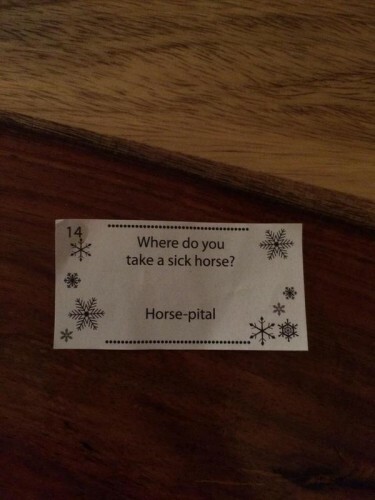 14
Where do you
take a sick horse?
Horse-pital